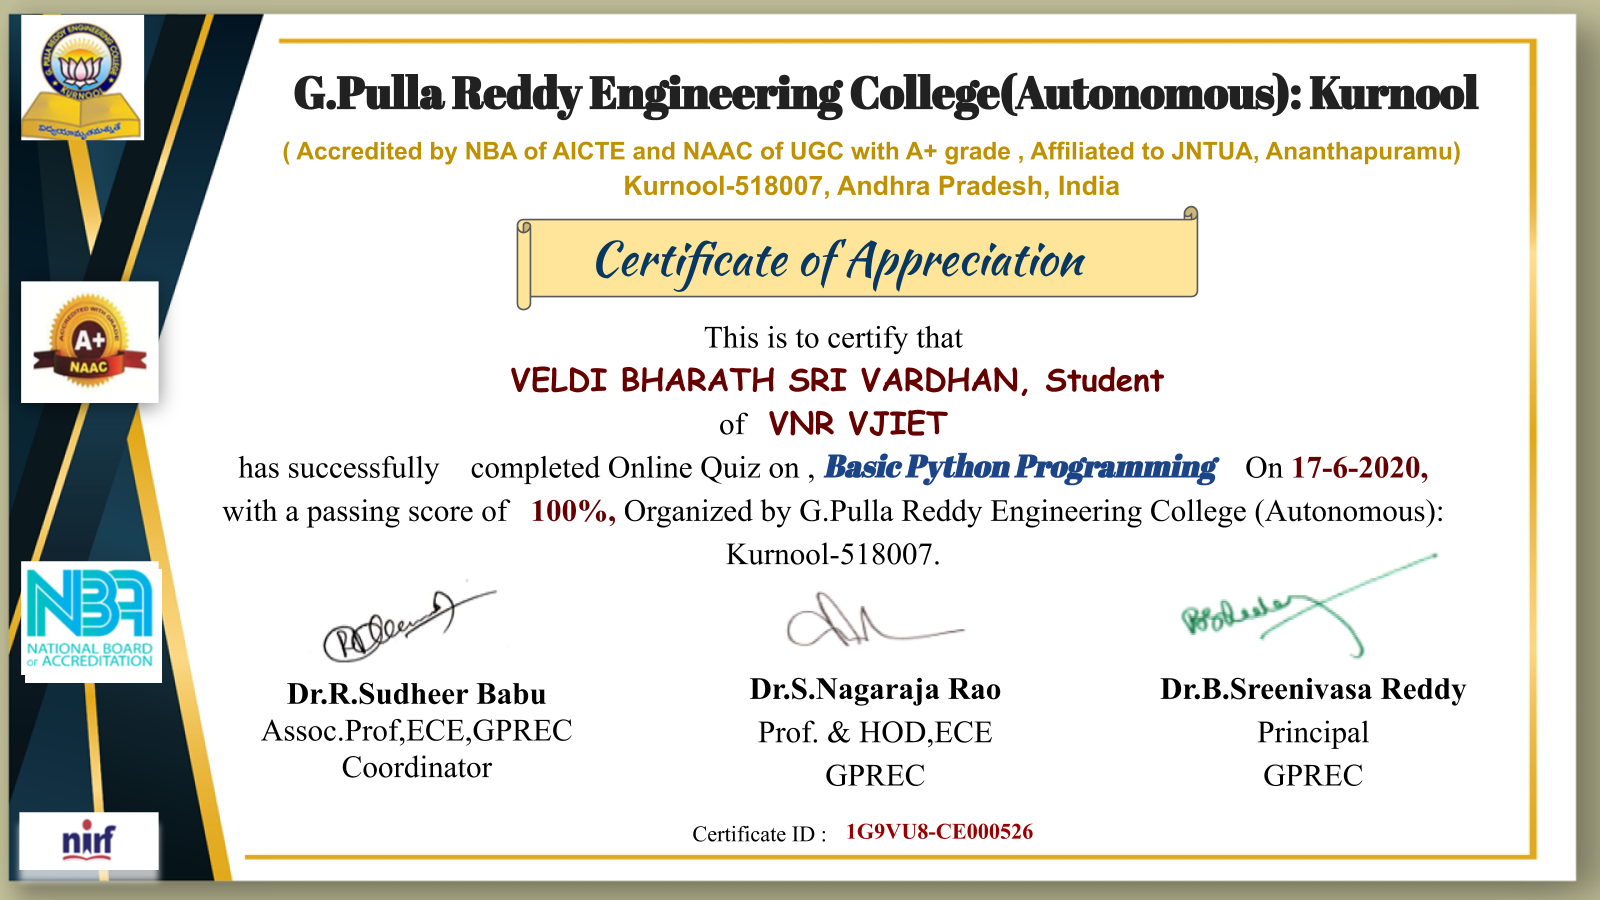 G. PULLA REDDY ENGINEERING COLLEGE
KURNOOL
విద్యయామృతమశ్నుతే
G.Pulla Reddy Engineering College(Autonomous): Kurnool
( Accredited by NBA of AICTE and NAAC of UGC with A+ grade , Affiliated to JNTUA, Ananthapuramu)
Kurnool-518007, Andhra Pradesh, India
Certificate of Appreciation
ACCREDITED WITH GRADE
A+
NAAC
This is to certify that
VELDI BHARATH SRI VARDHAN, Student
of VNR VJIET
has successfully completed Online Quiz on , Basic Python Programming On 17-6-2020,
with a passing score of 100%, Organized by G.Pulla Reddy Engineering College (Autonomous):
Kurnool-518007.
NBA
NATIONAL BOARD
OF ACCREDITATION
Dr.R.Sudheer Babu
Assoc.Prof,ECE,GPREC
Coordinator
Dr.S.Nagaraja Rao
Prof. & HOD,ECE
GPREC
Dr.B.Sreenivasa Reddy
Principal
GPREC
nirf
Certificate ID : 1G9VU8-CE000526